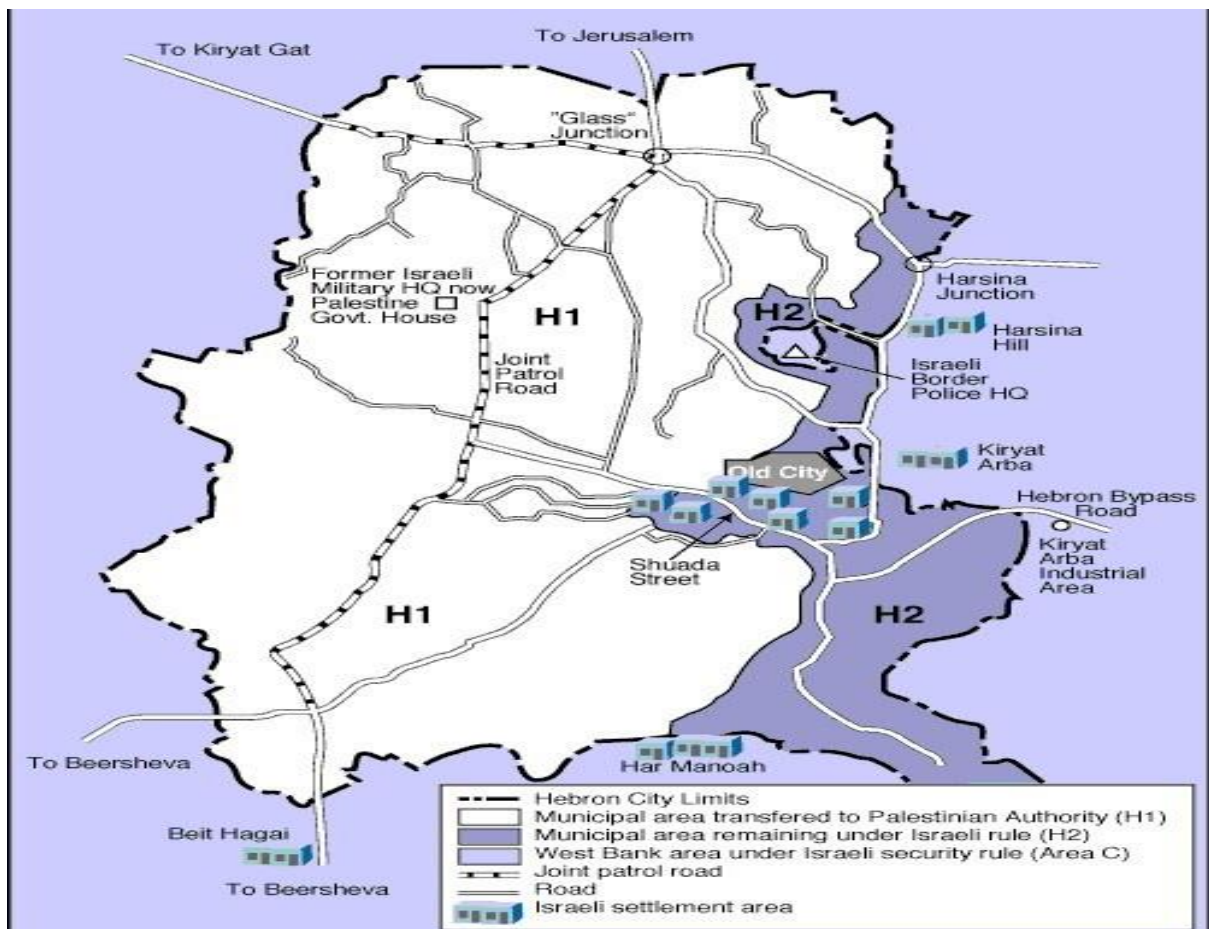 To Kiryat Gat
To Jerusalem
"Glass"
Junction
Former Israeli
Military HQ now
Palestine
Govt. House
H1
H2
Harsina
Junction
Harsina
Hill
Joint
Patrol
Road
Israeli
Border
Police HQ
Kiryat
Arba
Old City
Hebron Bypass
Road
Kiryat
Arba
Industrial
Area
Shuada
Street
H1
H2
To Beersheva
Har Manoah
Beit Hagai
To Beersheva
Hebron City Limits
Municipal area transfered to Palestinian Authority (H1)
Municipal area remaining under Israeli rule (H2)
West Bank area under Israeli security rule (Area C)
Joint patrol road
Road
Israeli settlement area